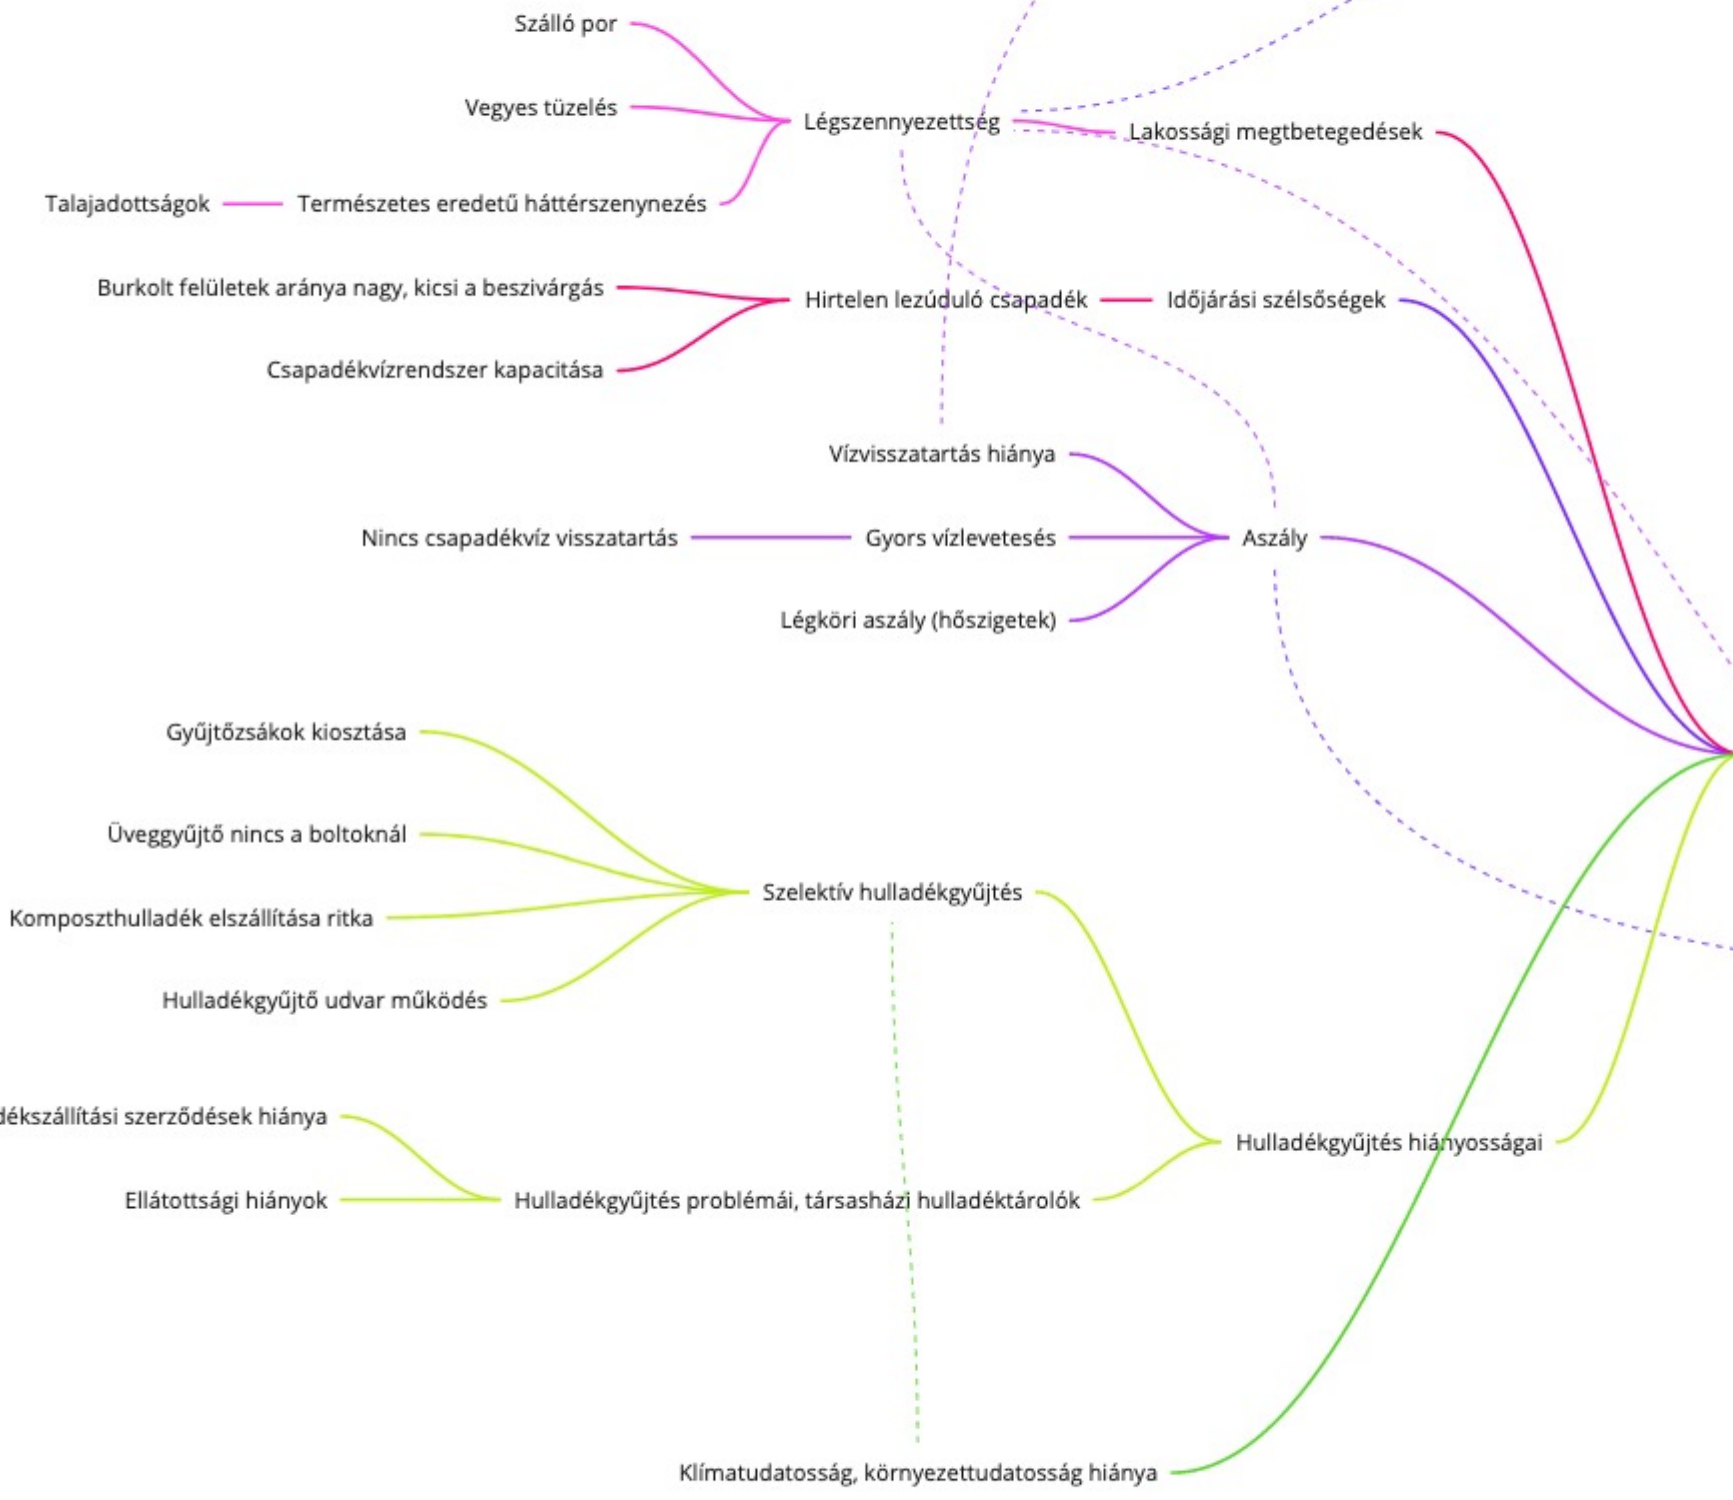 Szálló por
Vegyes tüzelés
Légszennyezettség
Lakossági megtbetegedések
Talajadottságok
Természetes eredetű háttérszenynezés
Burkolt felületek aránya nagy, kicsi a beszivárgás
Hirtelen lezúduló csapadék
Időjárási szélsőségek
Csapadékvízrendszer kapacitása
Vízvisszatartás hiánya
Nincs csapadékvíz visszatartás
Gyors vízlevetesés
Aszály
Légköri aszály (hőszigetek)
Gyűjtőzsákok kiosztása
Üveggyűjtő nincs a boltoknál
Szelektív hulladékgyűjtés
Komposzthulladék elszállítása ritka
Hulladékgyűjtő udvar működés
dékszállítási szerződések hiánya
Hulladékgyűjtés hiányosságai
Ellátottsági hiányok
Hulladékgyűjtés problémái, társasházi hulladéktárolók
Klímatudatosság, környezettudatosság hiánya